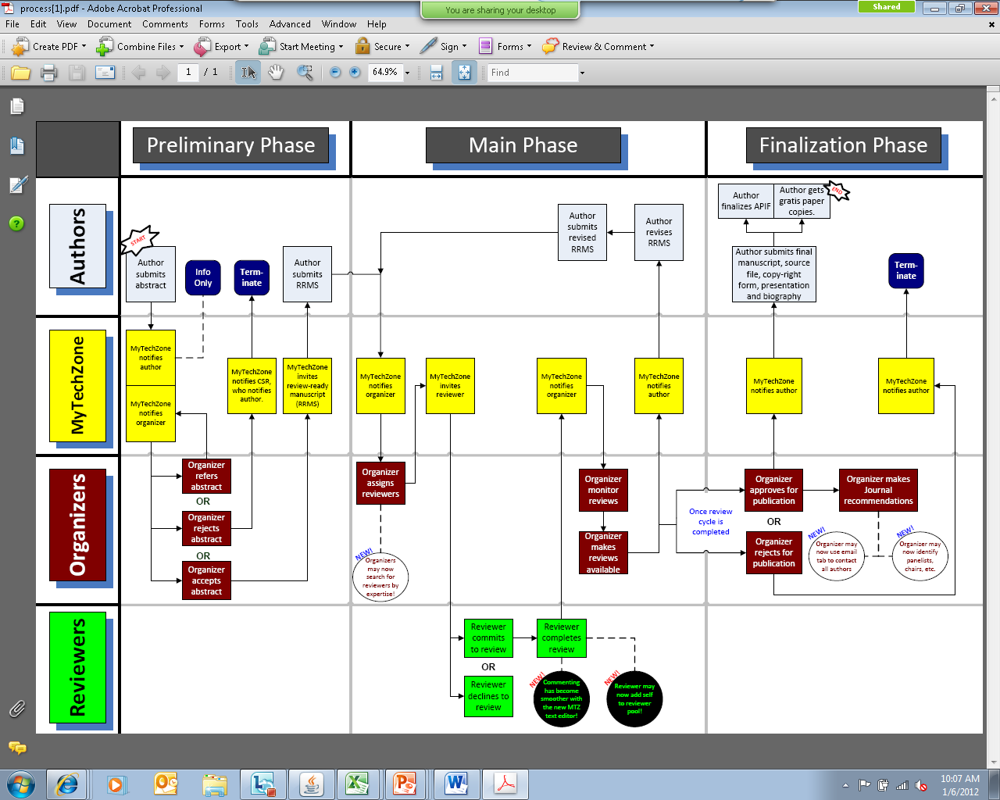 process[1].pdf - Adobe Acrobat Professional
You are sharing your desktop
Shared
File Edit View Document Comments Forms Tools Advanced Window Help
Create PDF Combine Files Export Start Meeting Secure Sign Forms Review & Comment
1 / 1 64.9% Find
Preliminary Phase Main Phase Finalization Phase
Authors
START
Author
submits
abstract
Info
Only
Term-
inate
Author
submits
RRMS
Author
submits
revised
RRMS
Author
revises
RRMS
Author
finalizes APIF
Author gets
gratis paper
copies.
END
Author submits final
manuscript, source
file, copy-right
form, presentation
and biography
Term-
inate
MyTechZone
MyTechZone
notifies
author
MyTechZone
notifies
organizer
MyTechZone
notifies CSR,
who notifies
author.
MyTechZone
invites
review-ready
manuscript
(RRMS)
MyTechZone
notifies
organizer
MyTechZone
invites
reviewer
MyTechZone
notifies
organizer
MyTechZone
notifies
author
MyTechZone
notifies author
MyTechZone
notifies author
Organizers
Organizer
refers
abstract
OR
Organizer
rejects
abstract
OR
Organizer
accepts
abstract
Organizer
assigns
reviewers
NEW!
Organizers
may now
search for
reviewers by
expertise!
Organizer
monitor
reviews
Organizer
makes
reviews
available
Once review
cycle is
completed
Organizer
approves for
publication
OR
Organizer
rejects for
publication
Organizer makes
Journal
recommendations
NEW!
Organizer may
now use email
tab to contact
all authors
NEW!
Organizer may
now identify
panelists,
chairs, etc.
Reviewers
Reviewer
commits
to review
OR
Reviewer
declines to
review
Reviewer
completes
review
NEW!
Commenting
has become
smoother with
the new MTZ
text editor!
NEW!
Reviewer may
now add self
to reviewer
pool!
10:07 AM
1/6/2012